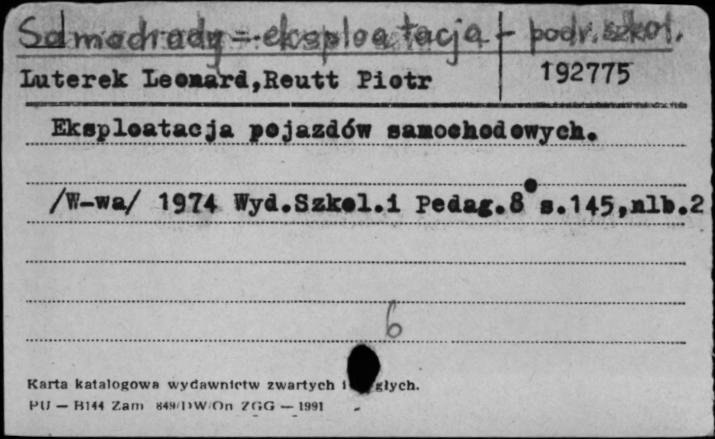 Samochody - eksploatacja - podr. szkol.
Luterek Leonard,Reutt Piotr
192775
Eksploatacja pojazdów samochodowych.
/W-wa/ 1974 Wyd.Szkol.i Pedag.8° s.145,nlb.2
6
Karta katalogowa wydawnictw zwartych i głych.
PU — B144 Zam 849/DW/On ZGG — 1991